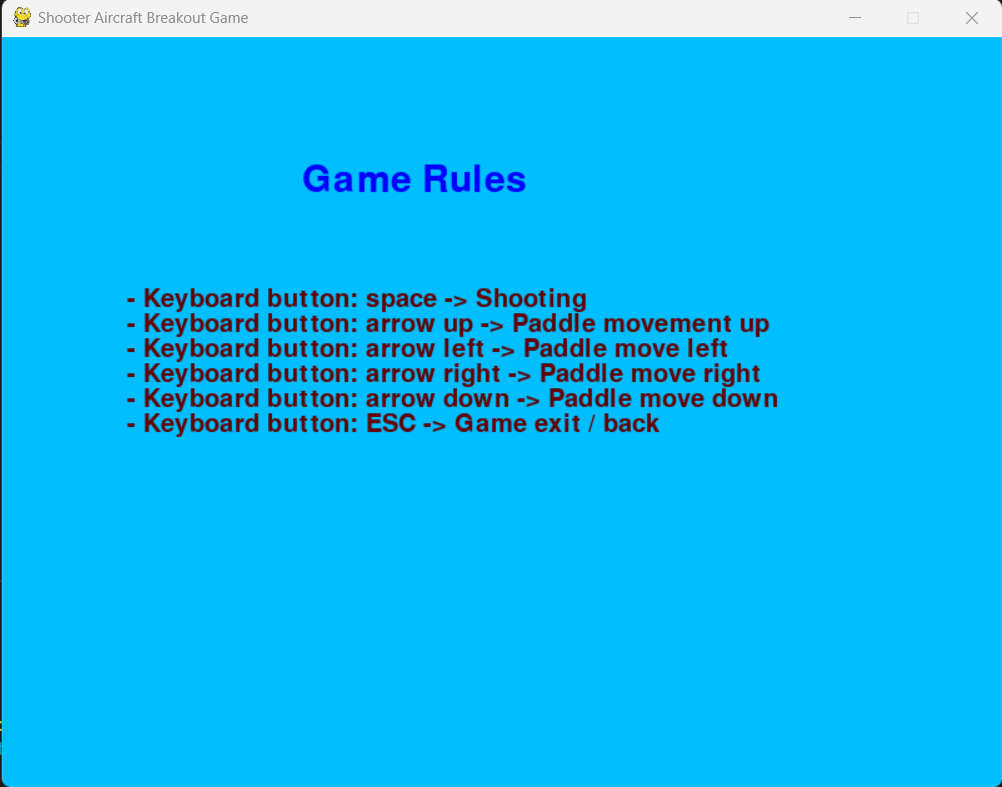 Shooter Aircraft Breakout Game
Game Rules
- Keyboard button: space -> Shooting
- Keyboard button: arrow up -> Paddle movement up
- Keyboard button: arrow left -> Paddle move left
- Keyboard button: arrow right -> Paddle move right
- Keyboard button: arrow down -> Paddle move down
- Keyboard button: ESC -> Game exit / back